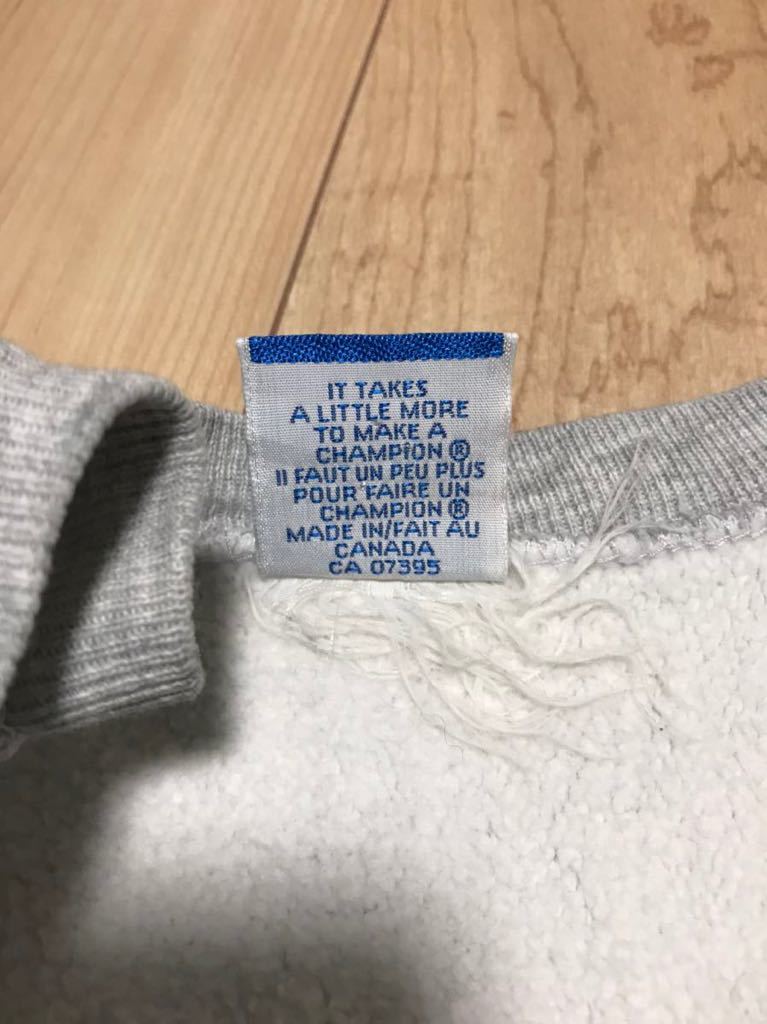 IT TAKES
A LITTLE MORE
TO MAKE A
CHAMPION ®
Il FAUT UN PEU PLUS
POUR FAIRE UN
CHAMPION ®
MADE IN/FAIT AU
CANADA
CA 07395